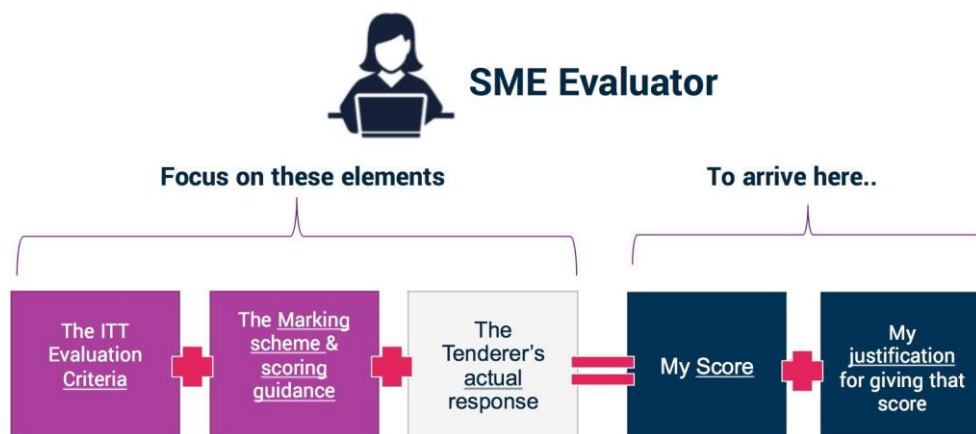 SME Evaluator
Focus on these elements
To arrive here..
The ITT
Evaluation
Criteria
The Marking
scheme &
scoring
guidance
The
Tenderer's
actual
response
My Score
My
justification
for giving that
score